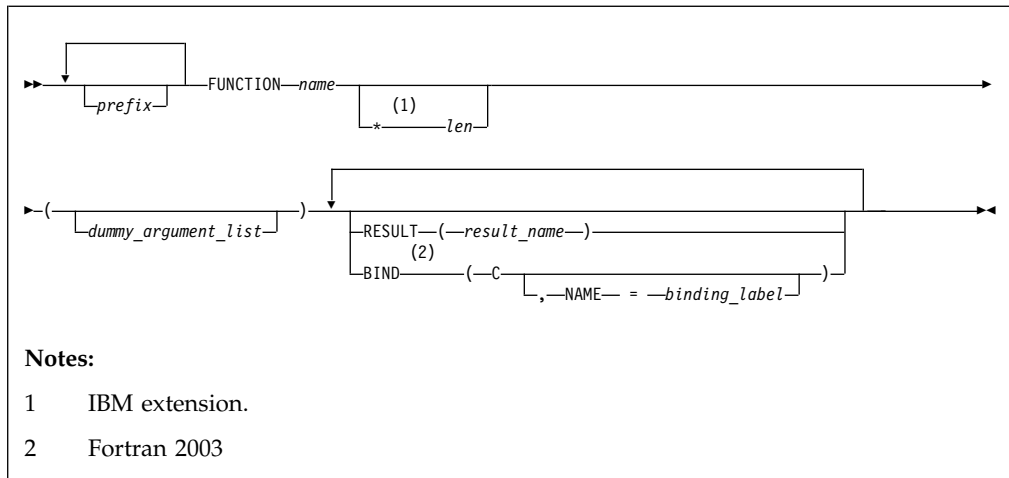 FUNCTION name
prefix
(1)
* len
( ) 
dummy_argument_list
RESULT ( result_name )
(2)
BIND ( C )
, NAME = binding_label
Notes:
1 IBM extension.
2 Fortran 2003